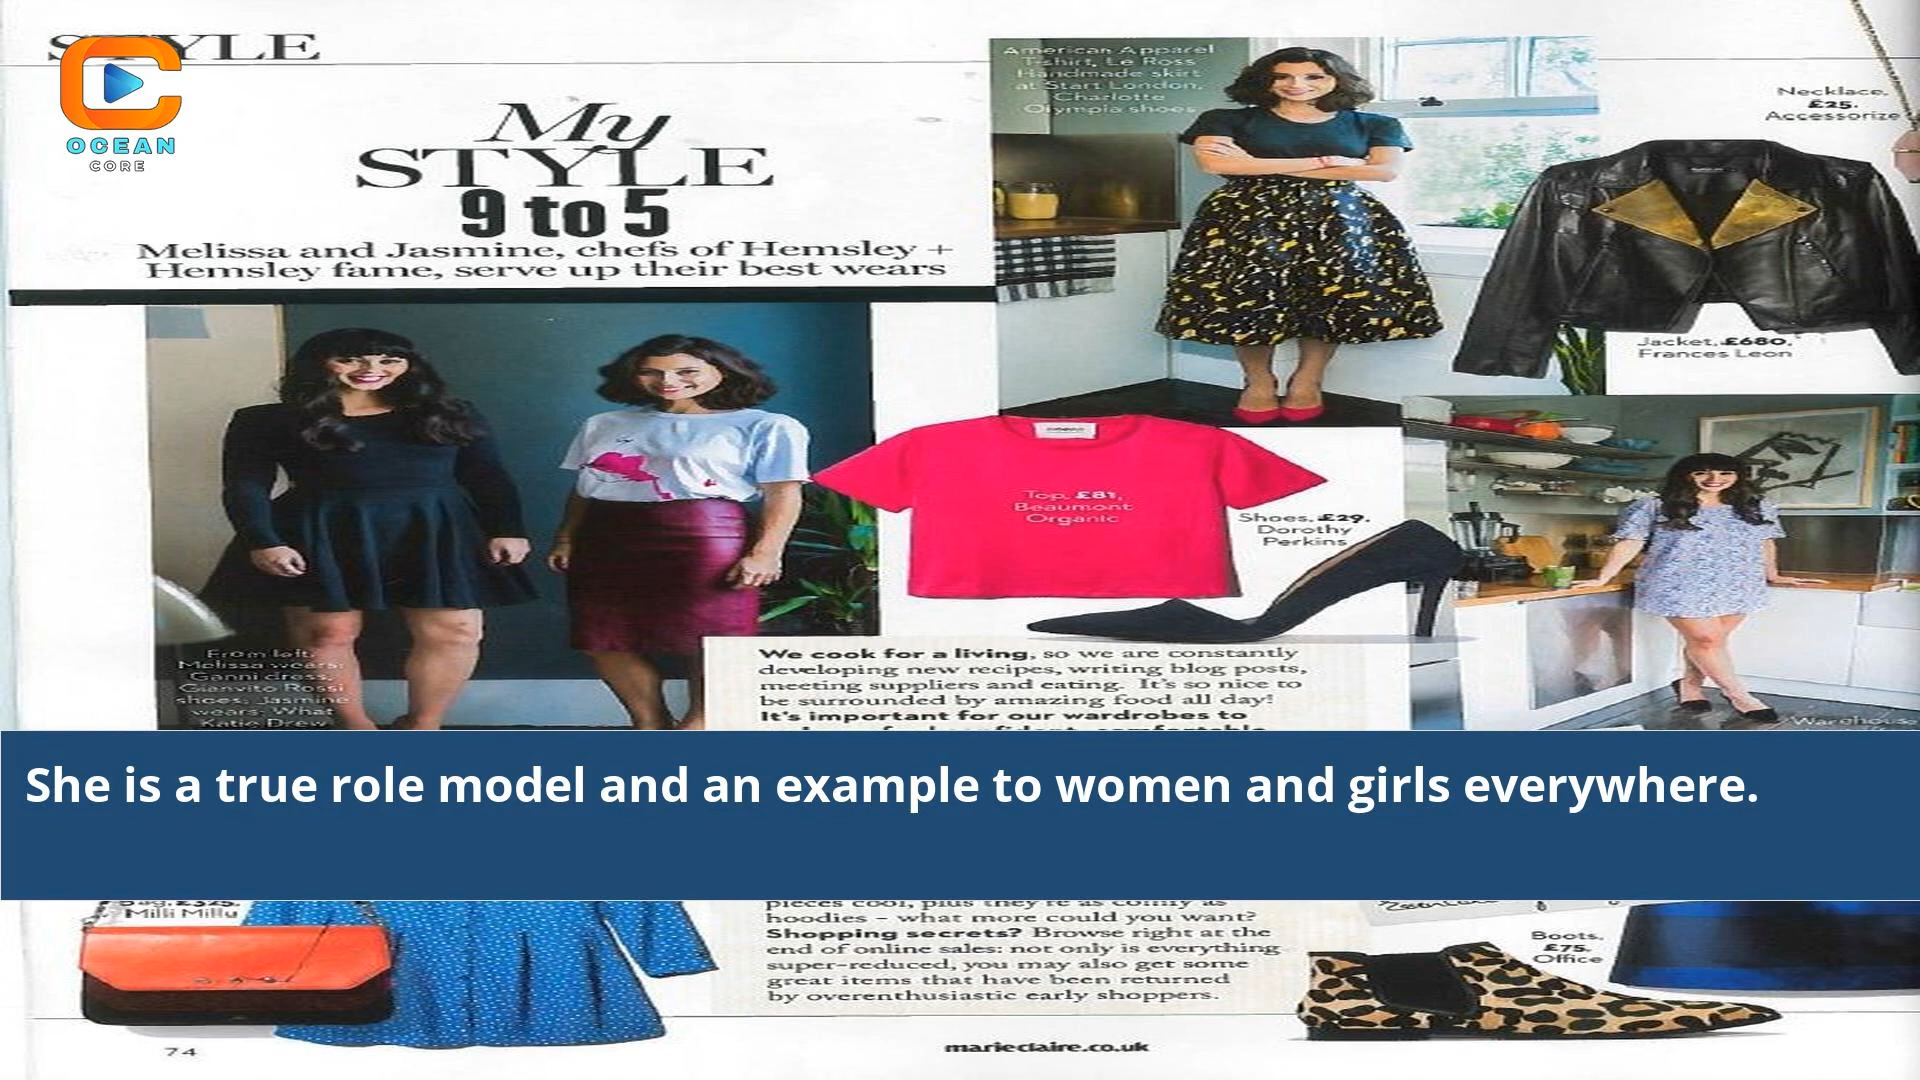 STYLE
OCEAN
CORE
My
STYLE
9 to 5
Melissa and Jasmine, chefs of Hemsley +
Hemsley fame, serve up their best wears
American Apparel
T-shirt, Le Ross
Handmade skirt
at Start London,
Charlotte
Olympia shoes
Necklace,
£25,
Accessorize
Jacket, £680,
Frances Leon
Top, £81,
Beaumont
Organic
Shoes, £29,
Dorothy
Perkins
From left:
Melissa wears:
Ganni dress,
Gianvito Rossi
shoes; Jasmine
wears: What
Katie Drew
We cook for a living, so we are constantly
developing new recipes, writing blog posts,
meeting suppliers and eating. It's so nice to
be surrounded by amazing food all day!
It's important for our wardrobes to
Warehouse
She is a true role model and an example to women and girls everywhere.
Bag, £325,
Milli Millu
pieces cool, plus they're as comfy as
hoodies – what more could you want?
Shopping secrets? Browse right at the
end of online sales: not only is everything
super-reduced, you may also get some
great items that have been returned
by overenthusiastic early shoppers.
Boots,
£75,
Office
74
marieclaire.co.uk